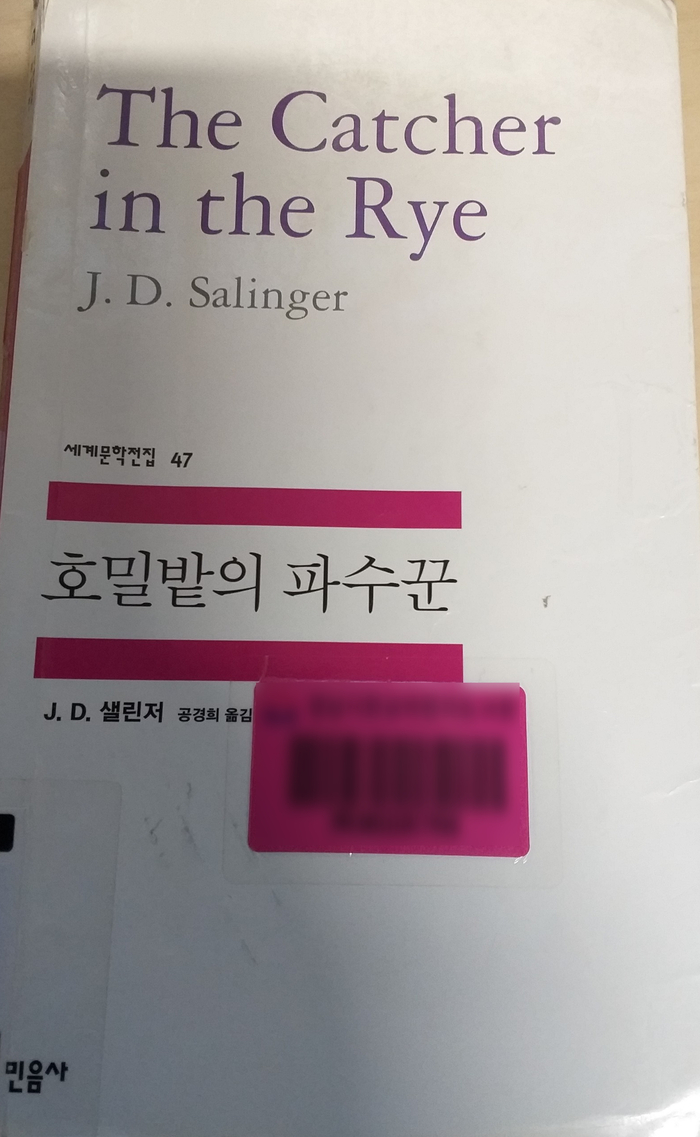 The Catcher
in the Rye
J. D. Salinger
세계문학전집 47
호밀밭의 파수꾼
J. D. 샐린저 공경희 옮김
민음사